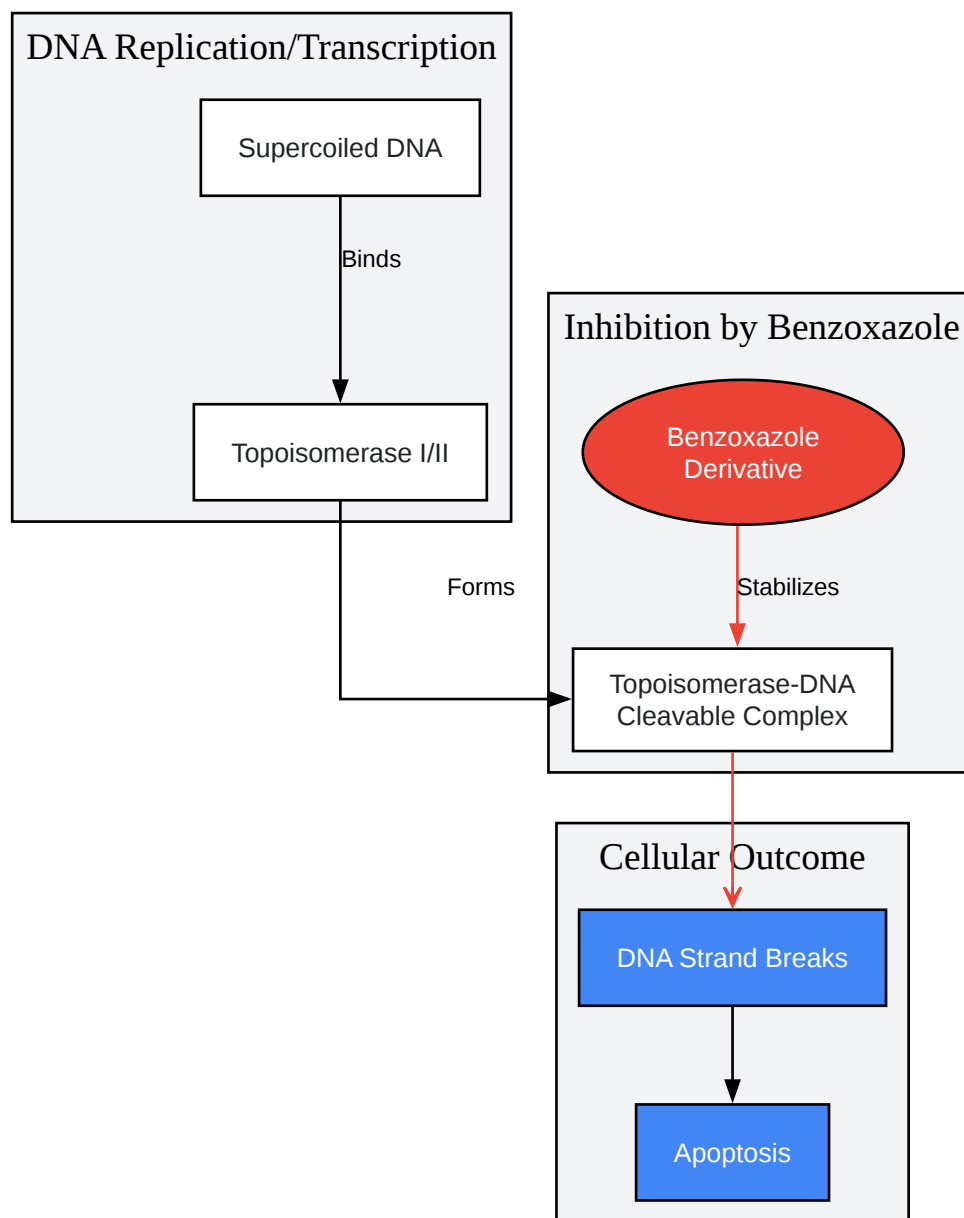 DNA Replication/Transcription
Supercoiled DNA
Binds
Topoisomerase I/II
Forms
Inhibition by Benzoxazole
Benzoxazole
Derivative
Stabilizes
Topoisomerase-DNA
Cleavable Complex
Cellular Outcome
DNA Strand Breaks
Apoptosis